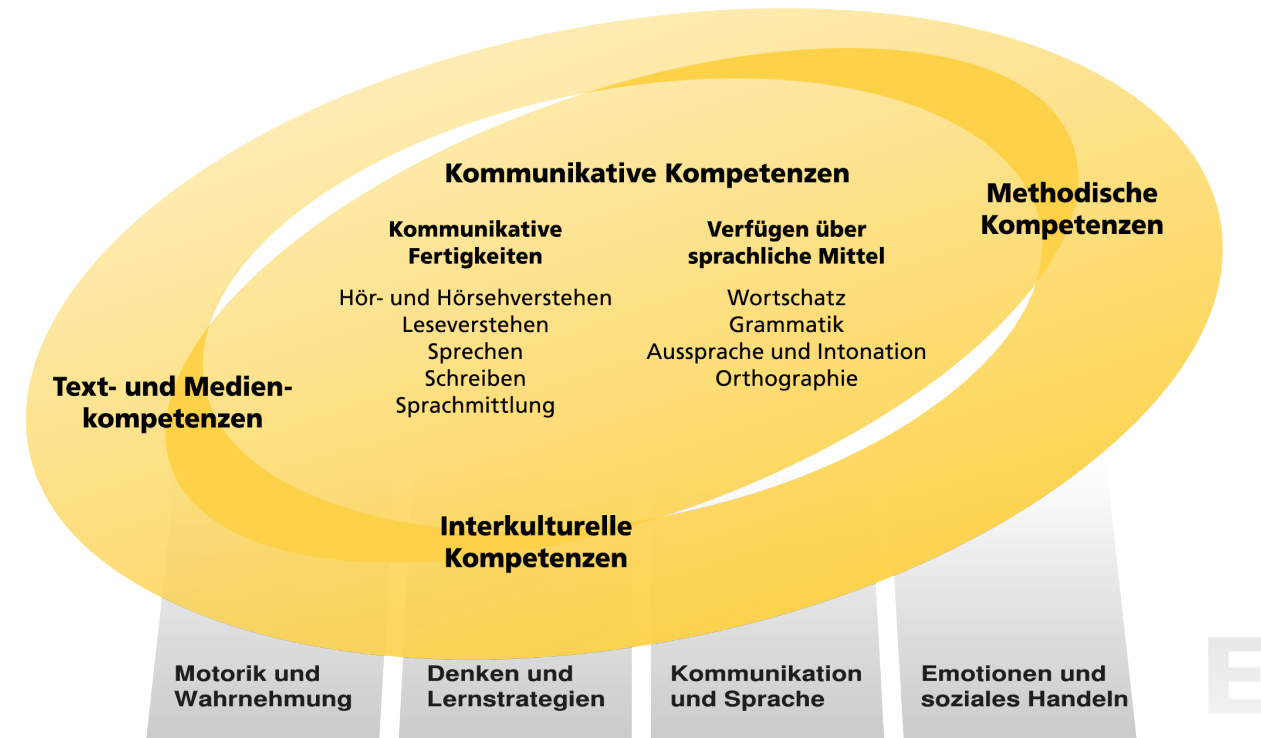 Kommunikative Kompetenzen
Methodische
Kompetenzen
Kommunikative
Fertigkeiten
Hör- und Hörsehverstehen
Leseverstehen
Sprechen
Schreiben
Sprachmittlung
Verfügen über
sprachliche Mittel
Wortschatz
Grammatik
Aussprache und Intonation
Orthographie
Text- und Medien-
kompetenzen
Interkulturelle
Kompetenzen
Motorik und
Wahrnehmung
Denken und
Lernstrategien
Kommunikation
und Sprache
Emotionen und
soziales Handeln
E